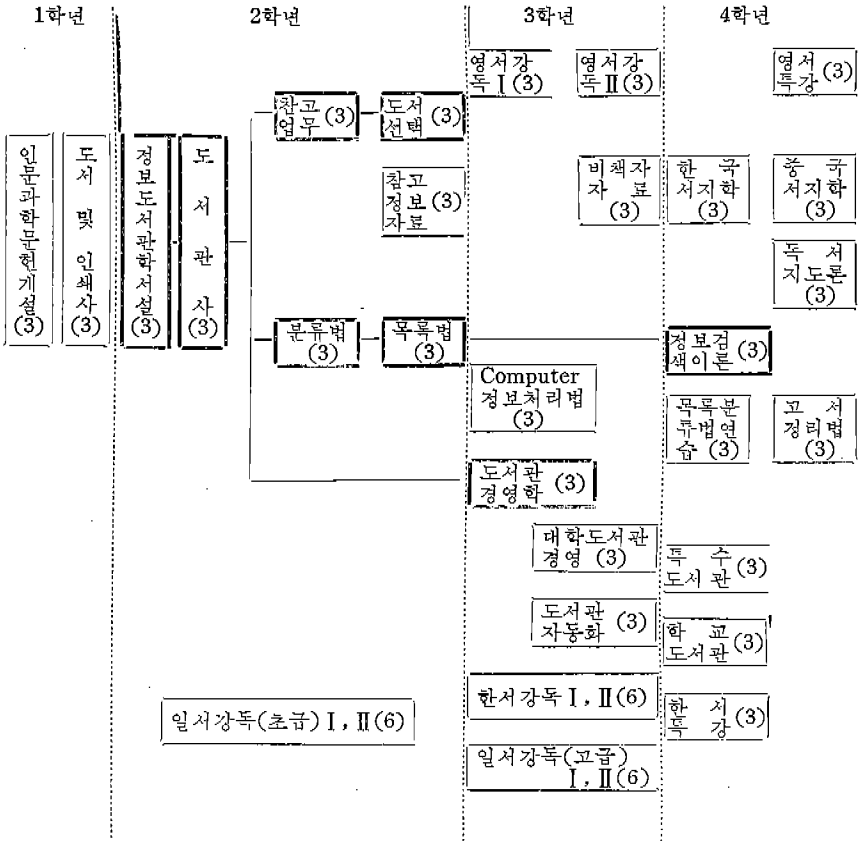 1학년
2학년
3학년
4학년
영서강
독Ⅰ(3)
영서강
독Ⅱ(3)
영서
특강(3)
참고
업무(3)
도서
선택(3)
인문과학문헌개설(3)
도서 및 인쇄사(3)
정보도서관학서설(3)
도서관사(3)
참고
정보(3)
자료
비책자
자료
(3)
한국
서지학
(3)
중국
서지학
(3)
독서
지도론
(3)
분류법
(3)
목록법
(3)
정보검
색이론(3)
Computer
정보처리법
(3)
목록분
류법연
습(3)
고서
정리법
(3)
도서관
경영학(3)
대학도서관
경영(3)
특수
도서관(3)
도서관
자동화(3)
학교
도서관(3)
일서강독(초급)Ⅰ,Ⅱ(6)
한서강독Ⅰ,Ⅱ(6)
한서
특강(3)
일서강독(고급)
Ⅰ,Ⅱ(6)